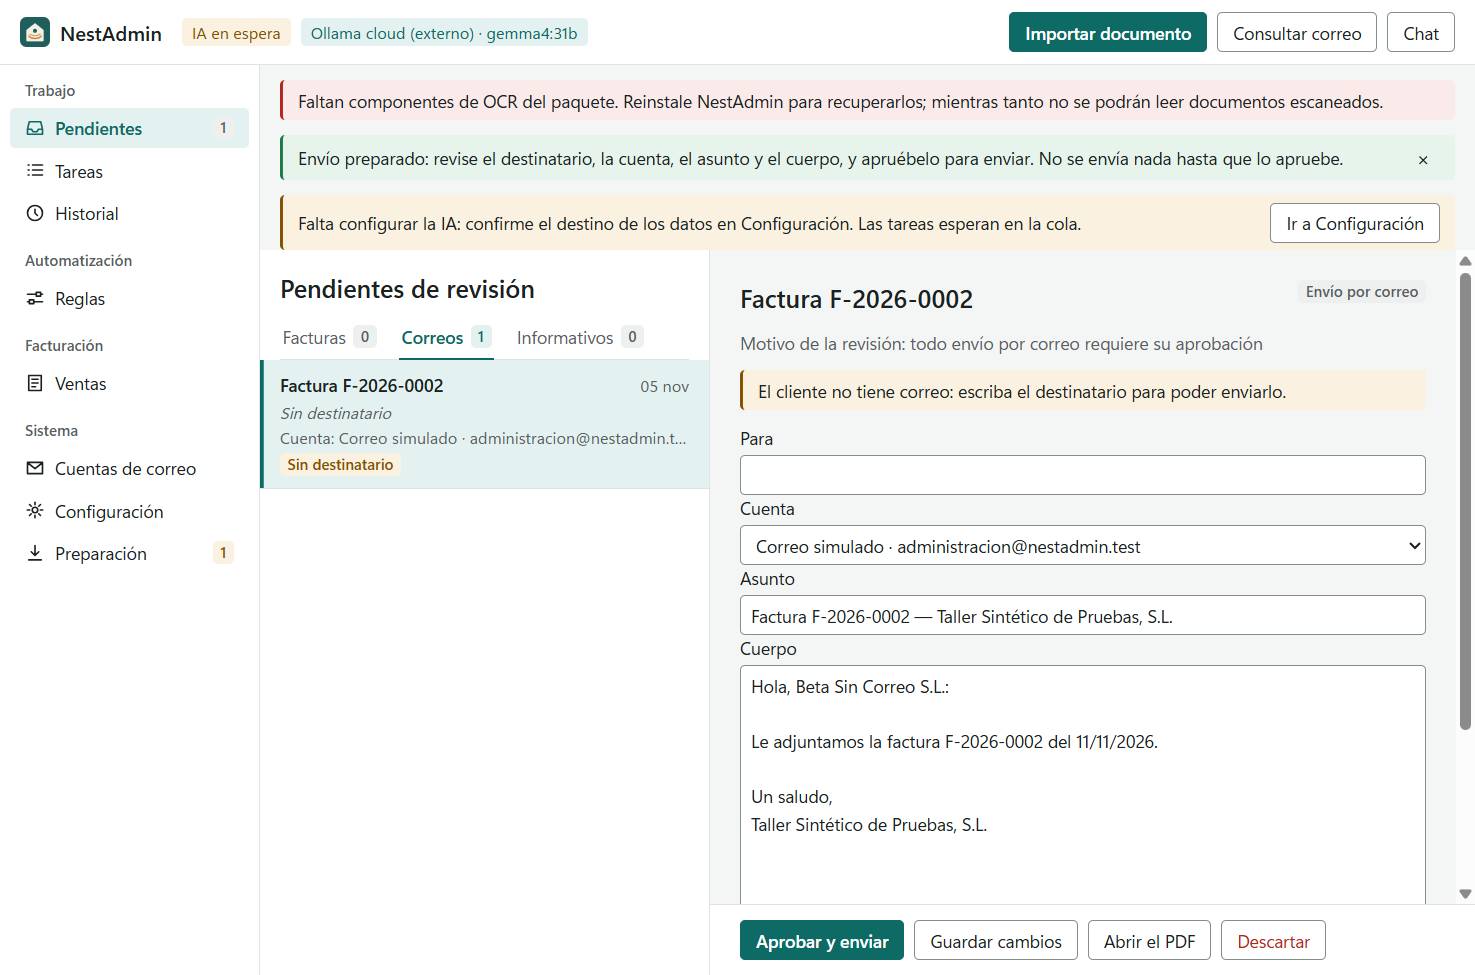 NestAdmin
IA en espera
Ollama cloud (externo) · gemma4:31b
Importar documento
Consultar correo
Chat
Trabajo
Pendientes 1
Tareas
Historial
Automatización
Reglas
Facturación
Ventas
Sistema
Cuentas de correo
Configuración
Preparación 1
Faltan componentes de OCR del paquete. Reinstale NestAdmin para recuperarlos; mientras tanto no se podrán leer documentos escaneados.
Envío preparado: revise el destinatario, la cuenta, el asunto y el cuerpo, y apruébelo para enviar. No se envía nada hasta que lo apruebe. ×
Falta configurar la IA: confirme el destino de los datos en Configuración. Las tareas esperan en la cola.
Ir a Configuración
Pendientes de revisión
Facturas 0 Correos 1 Informativos 0
Factura F-2026-0002 05 nov
Sin destinatario
Cuenta: Correo simulado · administracion@nestadmin.t...
Sin destinatario
Factura F-2026-0002
Envío por correo
Motivo de la revisión: todo envío por correo requiere su aprobación
El cliente no tiene correo: escriba el destinatario para poder enviarlo.
Para
Cuenta
Correo simulado · administracion@nestadmin.test
Asunto
Factura F-2026-0002 — Taller Sintético de Pruebas, S.L.
Cuerpo
Hola, Beta Sin Correo S.L.:
Le adjuntamos la factura F-2026-0002 del 11/11/2026.
Un saludo,
Taller Sintético de Pruebas, S.L.
Aprobar y enviar
Guardar cambios
Abrir el PDF
Descartar